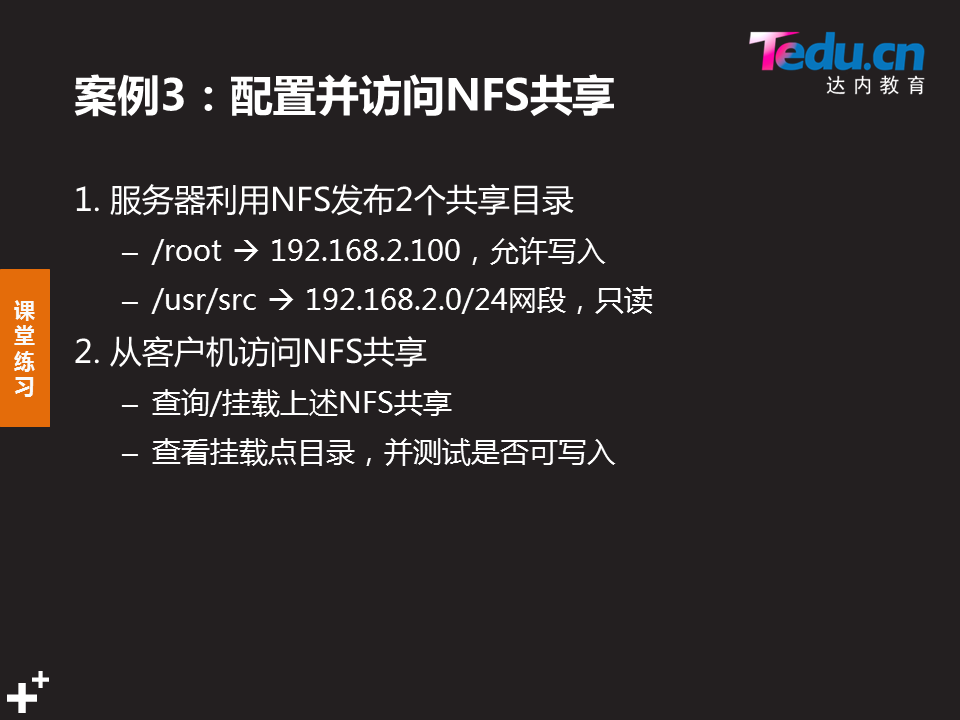 Tedu.cn
达内教育
案例3：配置并访问NFS共享
1. 服务器利用NFS发布2个共享目录
– /root → 192.168.2.100，允许写入
– /usr/src → 192.168.2.0/24网段，只读
2. 从客户机访问NFS共享
– 查询/挂载上述NFS共享
– 查看挂载点目录，并测试是否可写入
课堂练习